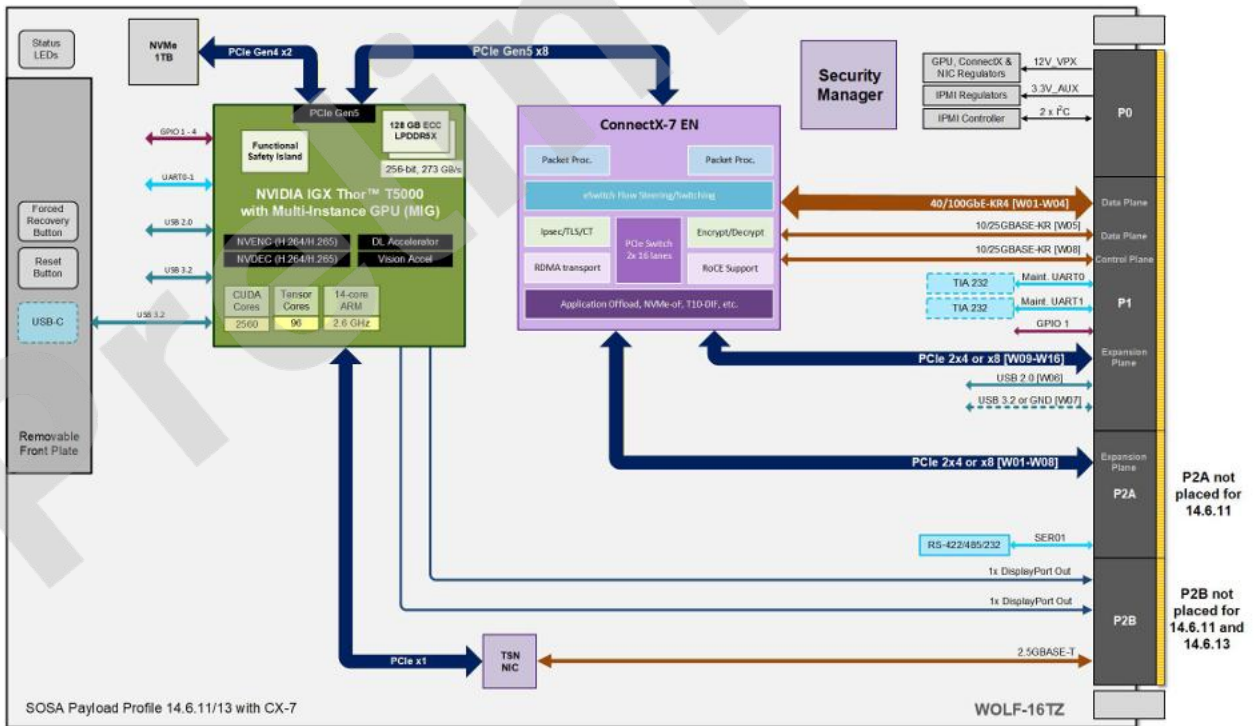 Status
LEDs
NVMe
1TB
PCIe Gen4 x2
PCIe Gen5 x8
Security
Manager
GPU, ConnectX &
NIC Regulators
12V_VPX
IPMI Regulators
3.3V_AUX
IPMI Controller
2 x I²C
P0
PCIe Gen5
Functional
Safety Island
128 GB ECC
LPDDR5X
256-bit, 273 GB/s
GPIO 1 - 4
UART0-1
USB 2.0
USB 3.2
USB 3.2
NVIDIA IGX Thor™ T5000
with Multi-Instance GPU (MIG)
NVENC (H.264/H.265)
DL Accelerator
NVDEC (H.264/H.265)
Vision Accel
CUDA
Cores
2560
Tensor
Cores
96
14-core
ARM
2.6 GHz
Forced
Recovery
Button
Reset
Button
USB-C
Removable
Front Plate
ConnectX-7 EN
Packet Proc.
Packet Proc.
eSwitch Flow Steering/Switching
Ipsec/TLS/CT
PCIe Switch
2x 16 lanes
Encrypt/Decrypt
RDMA transport
RoCE Support
Application Offload, NVMe-oF, T10-DIF, etc.
40/100GbE-KR4 [W01-W04]
Data Plane
10/25GBASE-KR [W05]
Data Plane
10/25GBASE-KR [W08]
Control Plane
TIA 232
Maint. UART0
TIA 232
Maint. UART1
P1
GPIO 1
PCIe 2x4 or x8 [W09-W16]
Expansion
Plane
USB 2.0 [W06]
USB 3.2 or GND [W07]
PCIe 2x4 or x8 [W01-W08]
Expansion
Plane
P2A
P2A not
placed for
14.6.11
RS-422/485/232
SER01
1x DisplayPort Out
1x DisplayPort Out
P2B
P2B not
placed for
14.6.11 and
14.6.13
PCIe x1
TSN
NIC
2.5GBASE-T
SOSA Payload Profile 14.6.11/13 with CX-7
WOLF-16TZ